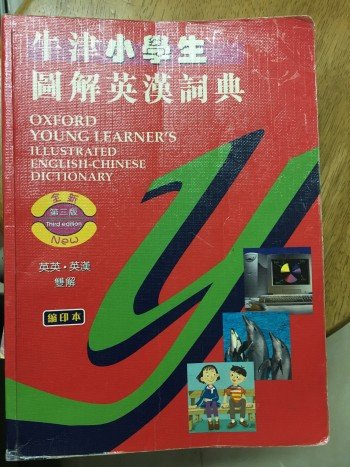 牛津小學生
圖解英漢詞典
OXFORD
YOUNG LEARNER'S
ILLUSTRATED
ENGLISH-CHINESE
DICTIONARY
全新
第三版
Third edition
New
英英·英漢
雙解
縮印本